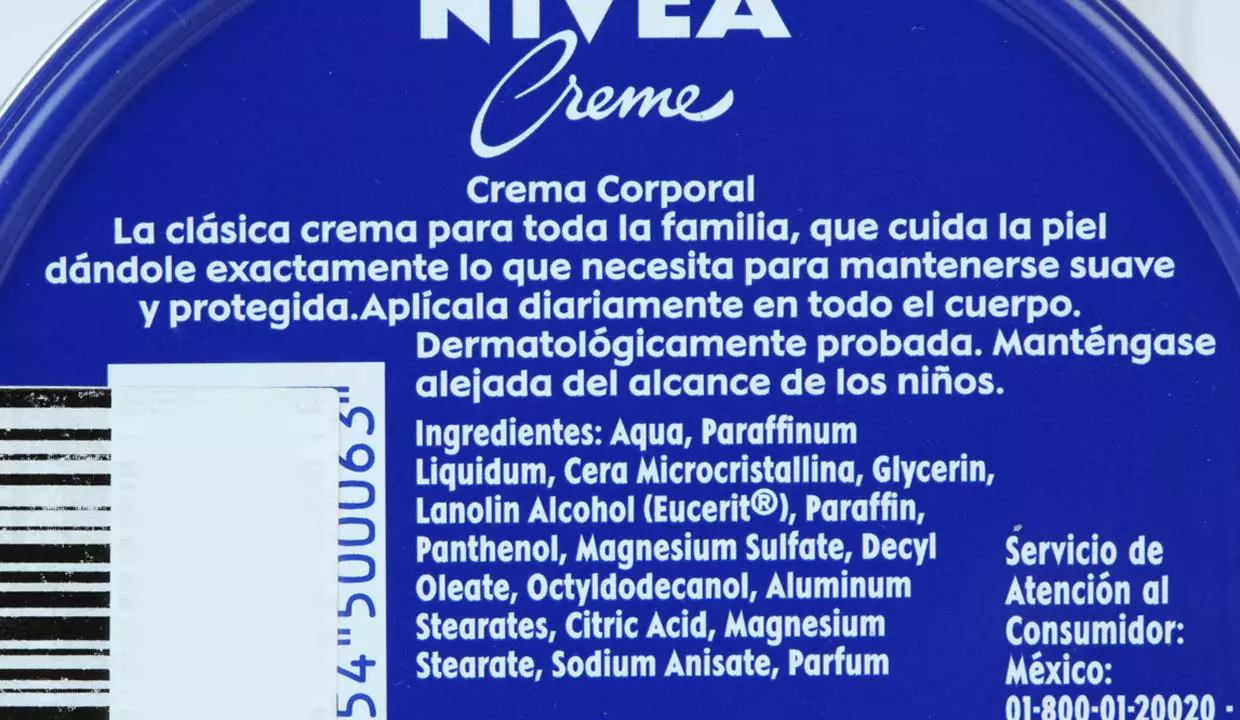 NIVEA
Creme
Crema Corporal
La clásica crema para toda la familia, que cuida la piel
dándole exactamente lo que necesita para mantenerse suave
y protegida.Aplícala diariamente en todo el cuerpo.
Dermatológicamente probada. Manténgase
alejada del alcance de los niños.
Ingredientes: Aqua, Paraffinum
Liquidum, Cera Microcristallina, Glycerin,
Lanolin Alcohol (Eucerit®), Paraffin,
Panthenol, Magnesium Sulfate, Decyl
Oleate, Octyldodecanol, Aluminum
Stearates, Citric Acid, Magnesium
Stearate, Sodium Anisate, Parfum
Servicio de
Atención al
Consumidor:
México:
01-800-01-20020 -
54"500063"